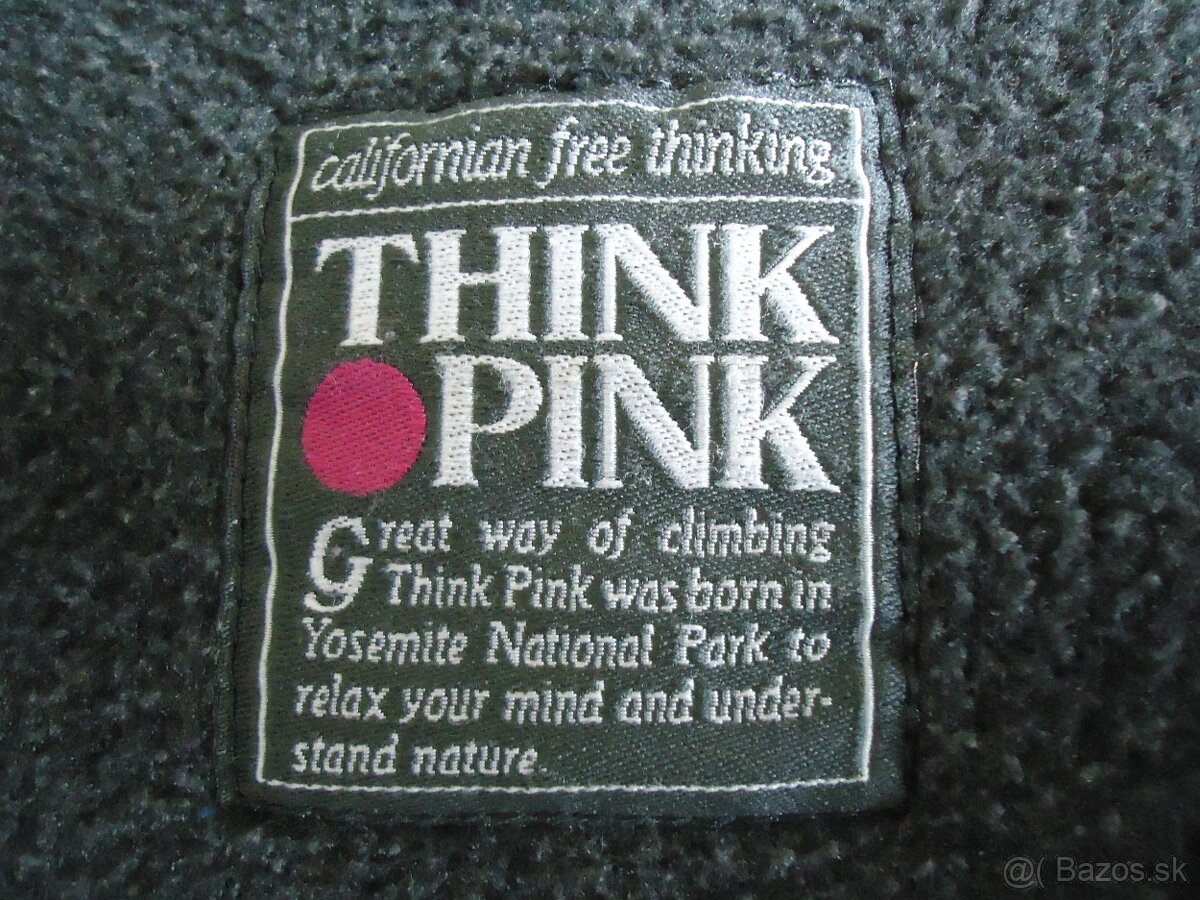 californian free thinking
THINK
PINK
Great way of climbing
Think Pink was born in
Yosemite National Park to
relax your mind and under-
stand nature.
@( Bazos.sk